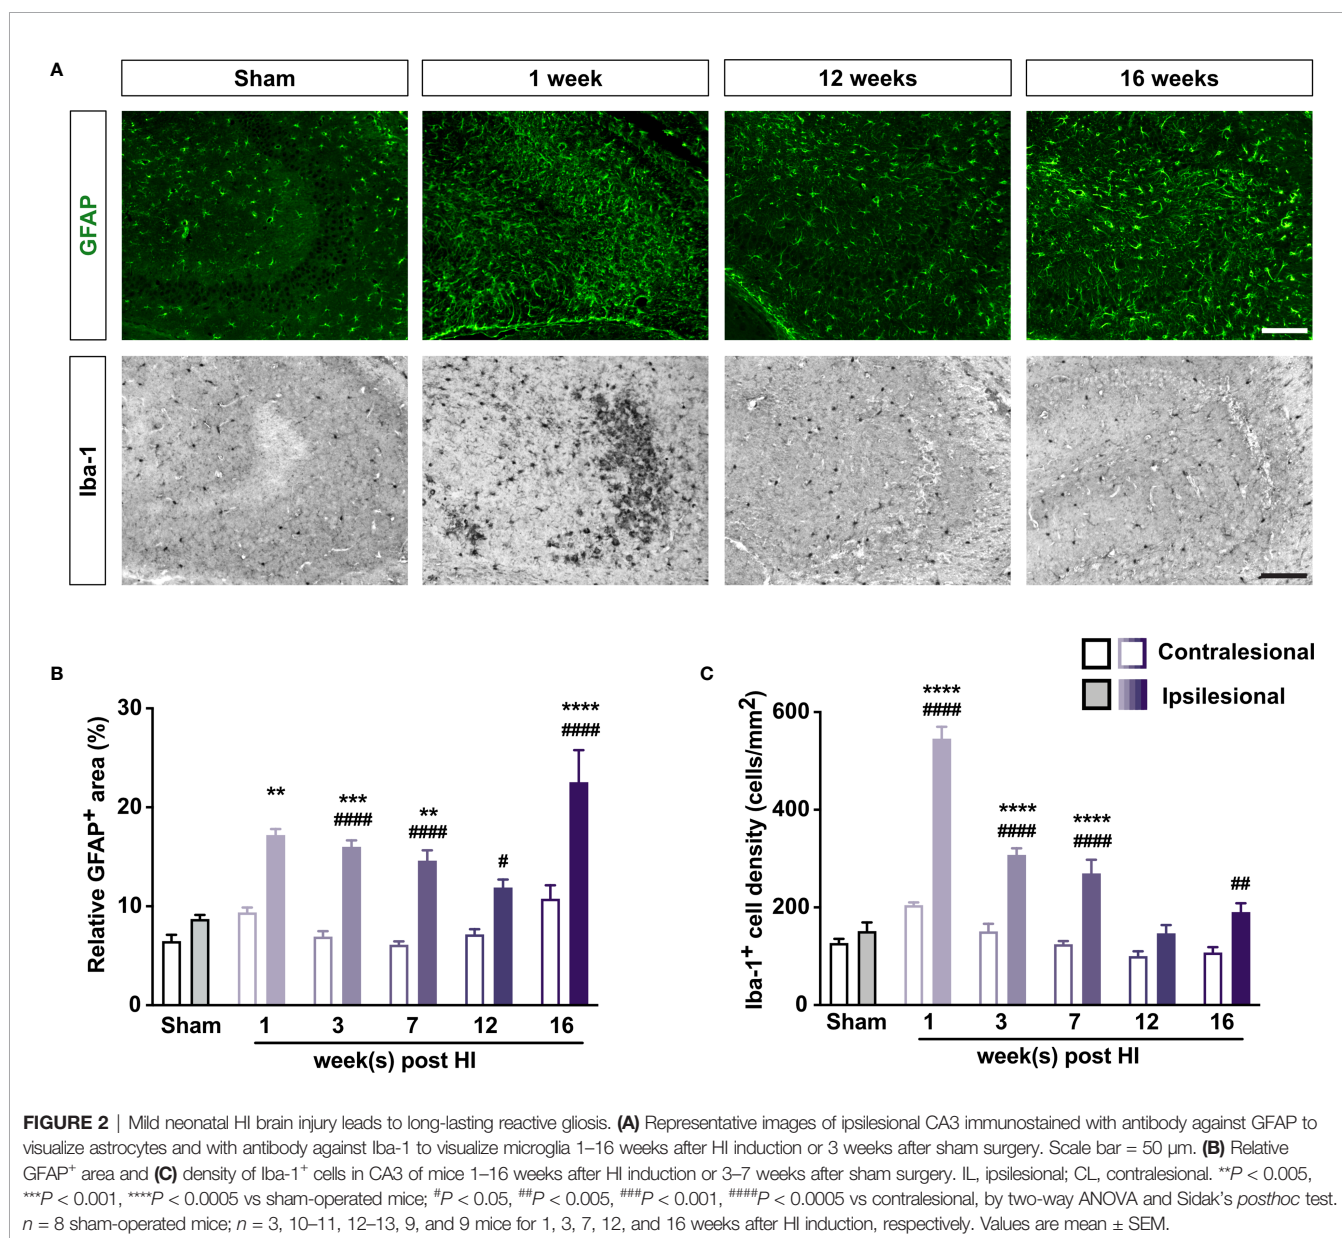 A
Sham
1 week
12 weeks
16 weeks
GFAP
Iba-1
Contralesional
Ipsilesional
B
Relative GFAP⁺ area (%)
30
20
10
0
**
***
####
**
####
#
****
####
Sham
1
3
7
12
16
week(s) post HI
C
Iba-1⁺ cell density (cells/mm²)
600
400
200
0
****
####
****
####
****
####
##
Sham
1
3
7
12
16
week(s) post HI
FIGURE 2 | Mild neonatal HI brain injury leads to long-lasting reactive gliosis. (A) Representative images of ipsilesional CA3 immunostained with antibody against GFAP to
visualize astrocytes and with antibody against Iba-1 to visualize microglia 1–16 weeks after HI induction or 3 weeks after sham surgery. Scale bar = 50 µm. (B) Relative
GFAP⁺ area and (C) density of Iba-1⁺ cells in CA3 of mice 1–16 weeks after HI induction or 3–7 weeks after sham surgery. IL, ipsilesional; CL, contralesional. **P < 0.005,
***P < 0.001, ****P < 0.0005 vs sham-operated mice; #P < 0.05, ##P < 0.005, ###P < 0.001, ####P < 0.0005 vs contralesional, by two-way ANOVA and Sidak's posthoc test.
n = 8 sham-operated mice; n = 3, 10–11, 12–13, 9, and 9 mice for 1, 3, 7, 12, and 16 weeks after HI induction, respectively. Values are mean ± SEM.